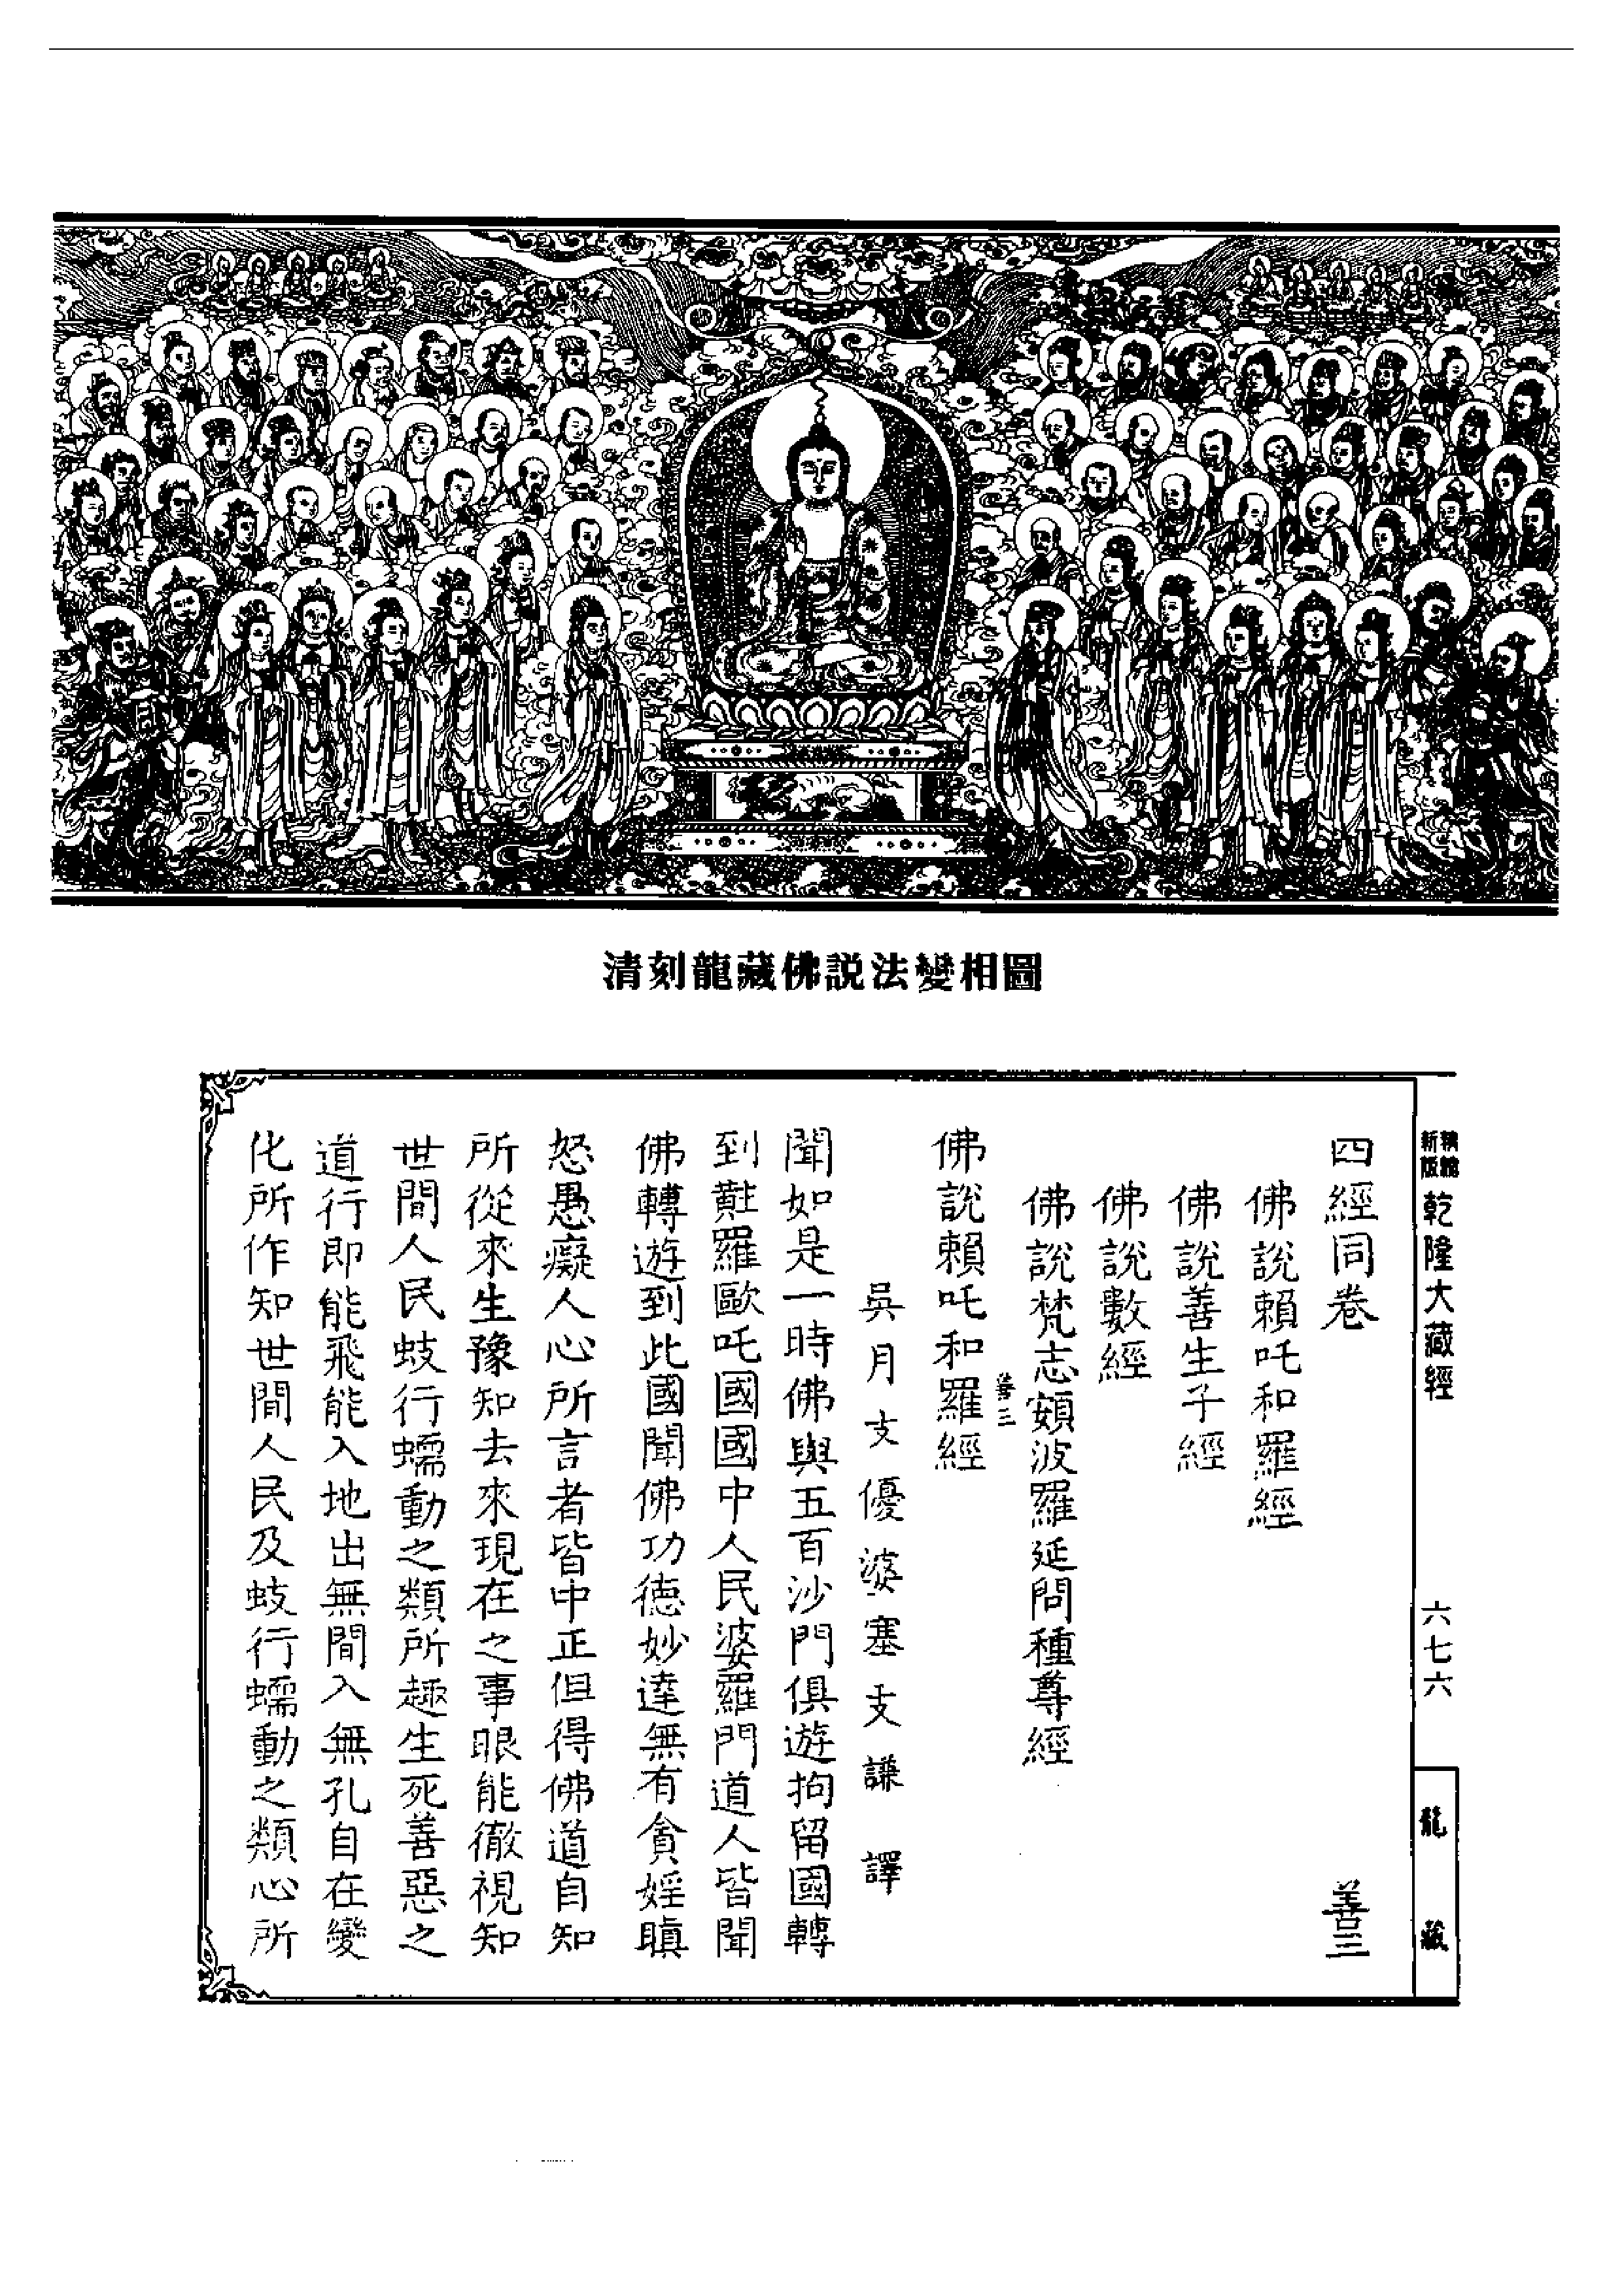 清刻龍藏佛説法變相圖
新版
乾隆大藏經
六七六
龍藏
四經同卷 善三
佛說賴吒和羅經
佛說善生子經
佛說數經
佛說梵志頞波羅延問種尊經
善三
佛說賴吒和羅經
吳月支優婆塞支謙 譯
聞如是一時佛與五百沙門俱遊拘留國轉
到黈羅歐吒國國中人民婆羅門道人皆聞
佛轉遊到此國聞佛功德妙達無有貪婬瞋
怒愚癡人心所言者皆中正但得佛道自知
所從來生豫知去來現在之事眼能徹視知
世間人民蚑行蠕動之類所趣生死善惡之
道行即能飛能入地出無間入無孔自在變
化所作知世間人民及蚑行蠕動之類心所